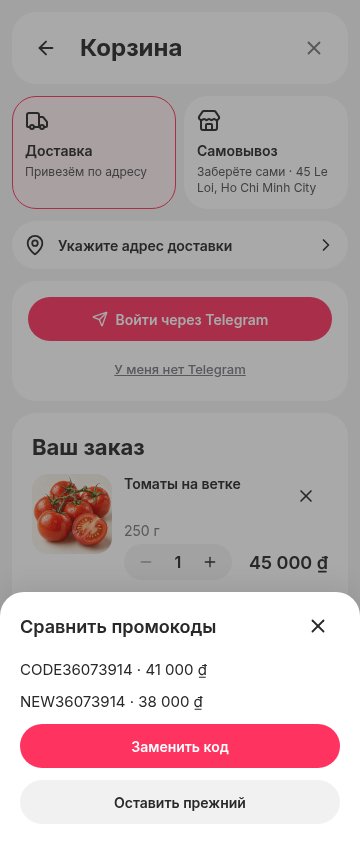 Корзина
Доставка
Привезём по адресу
Самовывоз
Заберёте сами · 45 Le
Loi, Ho Chi Minh City
Укажите адрес доставки
Войти через Telegram
У меня нет Telegram
Ваш заказ
Томаты на ветке
250 г
1
45 000 ₫
Сравнить промокоды
CODE36073914 · 41 000 ₫
NEW36073914 · 38 000 ₫
Заменить код
Оставить прежний